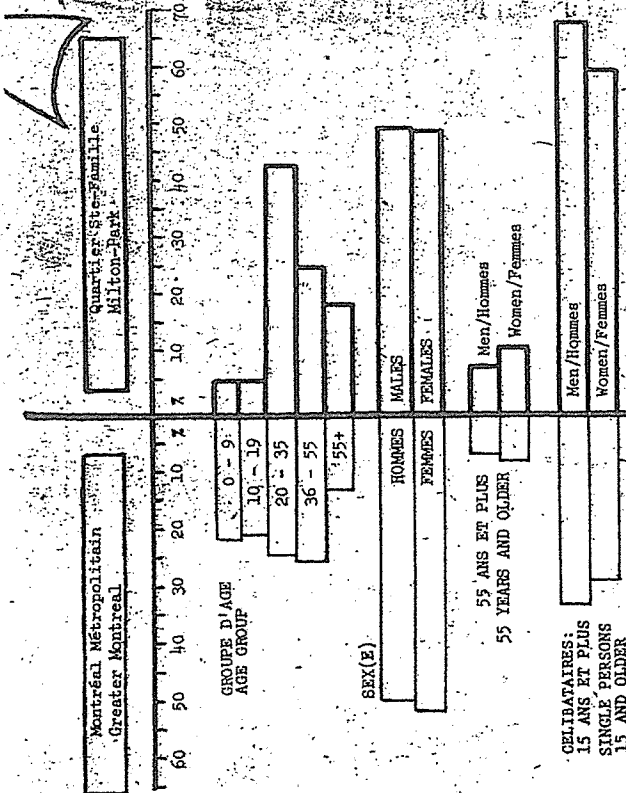 Montréal Métropolitain
Greater Montreal
Quartier Ste-Famille
Milton-Park
60 50 40 30 20 10 % % 10 20 30 40 50 60 70
GROUPE D'AGE
AGE GROUP
0 - 9
10 - 19
20 - 35
36 - 55
55+
SEX(E)
HOMMES MALES
FEMMES FEMALES
55 ANS ET PLUS
55 YEARS AND OLDER
Men/Hommes
Women/Femmes
CELIBATAIRES:
15 ANS ET PLUS
SINGLE PERSONS
15 AND OLDER
Men/Hommes
Women/Femmes